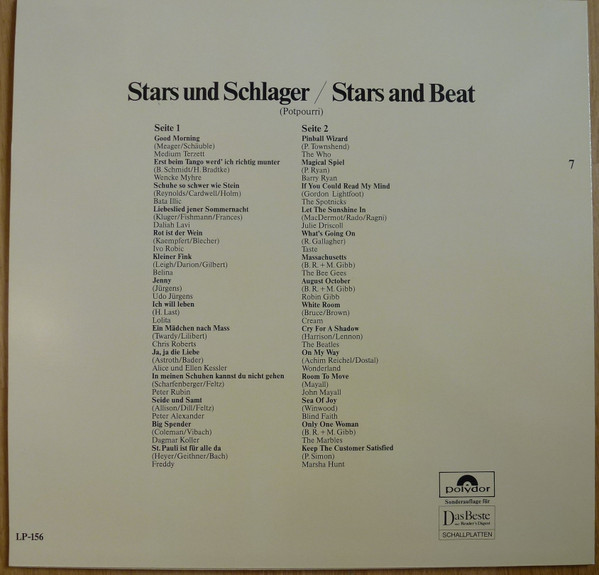 Stars und Schlager / Stars and Beat
(Potpourri)
Seite 1
Good Morning
(Meager/Schäuble)
Medium Terzett
Erst beim Tango werd' ich richtig munter
(B. Schmidt/H. Bradtke)
Wencke Myhre
Schuhe so schwer wie Stein
(Reynolds/Cardwell/Holm)
Bata Illic
Liebeslied jener Sommernacht
(Kluger/Fishmann/Frances)
Daliah Lavi
Rot ist der Wein
(Kaempfert/Blecher)
Ivo Robic
Kleiner Fink
(Leigh/Darion/Gilbert)
Belina
Jenny
(Jürgens)
Udo Jürgens
Ich will leben
(H. Last)
Lolita
Ein Mädchen nach Mass
(Twardy/Lilibert)
Chris Roberts
Ja, ja die Liebe
(Astroth/Bader)
Alice und Ellen Kessler
In meinen Schuhen kannst du nicht gehen
(Scharfenberger/Feltz)
Peter Rubin
Seide und Samt
(Allison/Dill/Feltz)
Peter Alexander
Big Spender
(Coleman/Vibach)
Dagmar Koller
St. Pauli ist für alle da
(Heyer/Geithner/Bach)
Freddy
Seite 2
Pinball Wizard
(P. Townshend)
The Who
Magical Spiel
(P. Ryan)
Barry Ryan
If You Could Read My Mind
(Gordon Lightfoot)
The Spotnicks
Let The Sunshine In
(MacDermot/Rado/Ragni)
Julie Driscoll
What's Going On
(R. Gallagher)
Taste
Massachusetts
(B. R. + M. Gibb)
The Bee Gees
August October
(B. R. + M. Gibb)
Robin Gibb
White Room
(Bruce/Brown)
Cream
Cry For A Shadow
(Harrison/Lennon)
The Beatles
On My Way
(Achim Reichel/Dostal)
Wonderland
Room To Move
(Mayall)
John Mayall
Sea Of Joy
(Winwood)
Blind Faith
Only One Woman
(B. R. + M. Gibb)
The Marbles
Keep The Customer Satisfied
(P. Simon)
Marsha Hunt
7
polydor
Sonderauflage für
Das Beste
aus Reader's Digest
SCHALLPLATTEN
LP-156